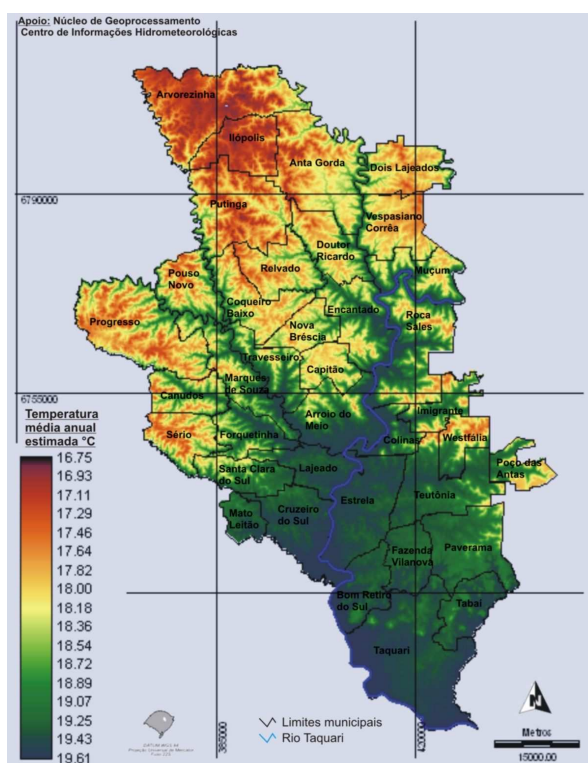 Apoio: Núcleo de Geoprocessamento
Centro de Informações Hidrometeorológicas
Arvorezinha
Ilópolis
Anta Gorda
Dois Lajeados
6790000
Putinga
Vespasiano
Corrêa
Doutor
Ricardo
Relvado
Muçum
Pouso
Novo
Coqueiro
Baixo
Encantado
Roca
Sales
Progresso
Nova
Bréscia
Travesseiro
Capitão
6755000
Marques
de Souza
Canudos
Imigrante
Arroio do
Meio
Sério
Forquetinha
Colinas
Westfália
Poço das
Antas
Santa Clara
do Sul
Lajeado
Estrela
Teutônia
Mato
Leitão
Cruzeiro
do Sul
Fazenda
Vilanova
Paverama
Bom Retiro
do Sul
Tabaí
Taquari
Temperatura
média anual
estimada °C
16.75
16.93
17.11
17.29
17.46
17.64
17.82
18.00
18.18
18.36
18.54
18.72
18.89
19.07
19.25
19.43
19.61
385000
420000
Limites municipais
Rio Taquari
N
Metros
15000.00